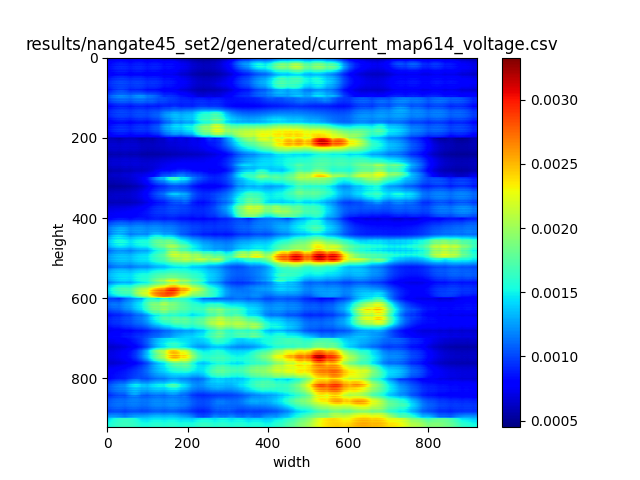 results/nangate45_set2/generated/current_map614_voltage.csv
0
200
400
600
800
height
0 200 400 600 800
width
0.0030
0.0025
0.0020
0.0015
0.0010
0.0005